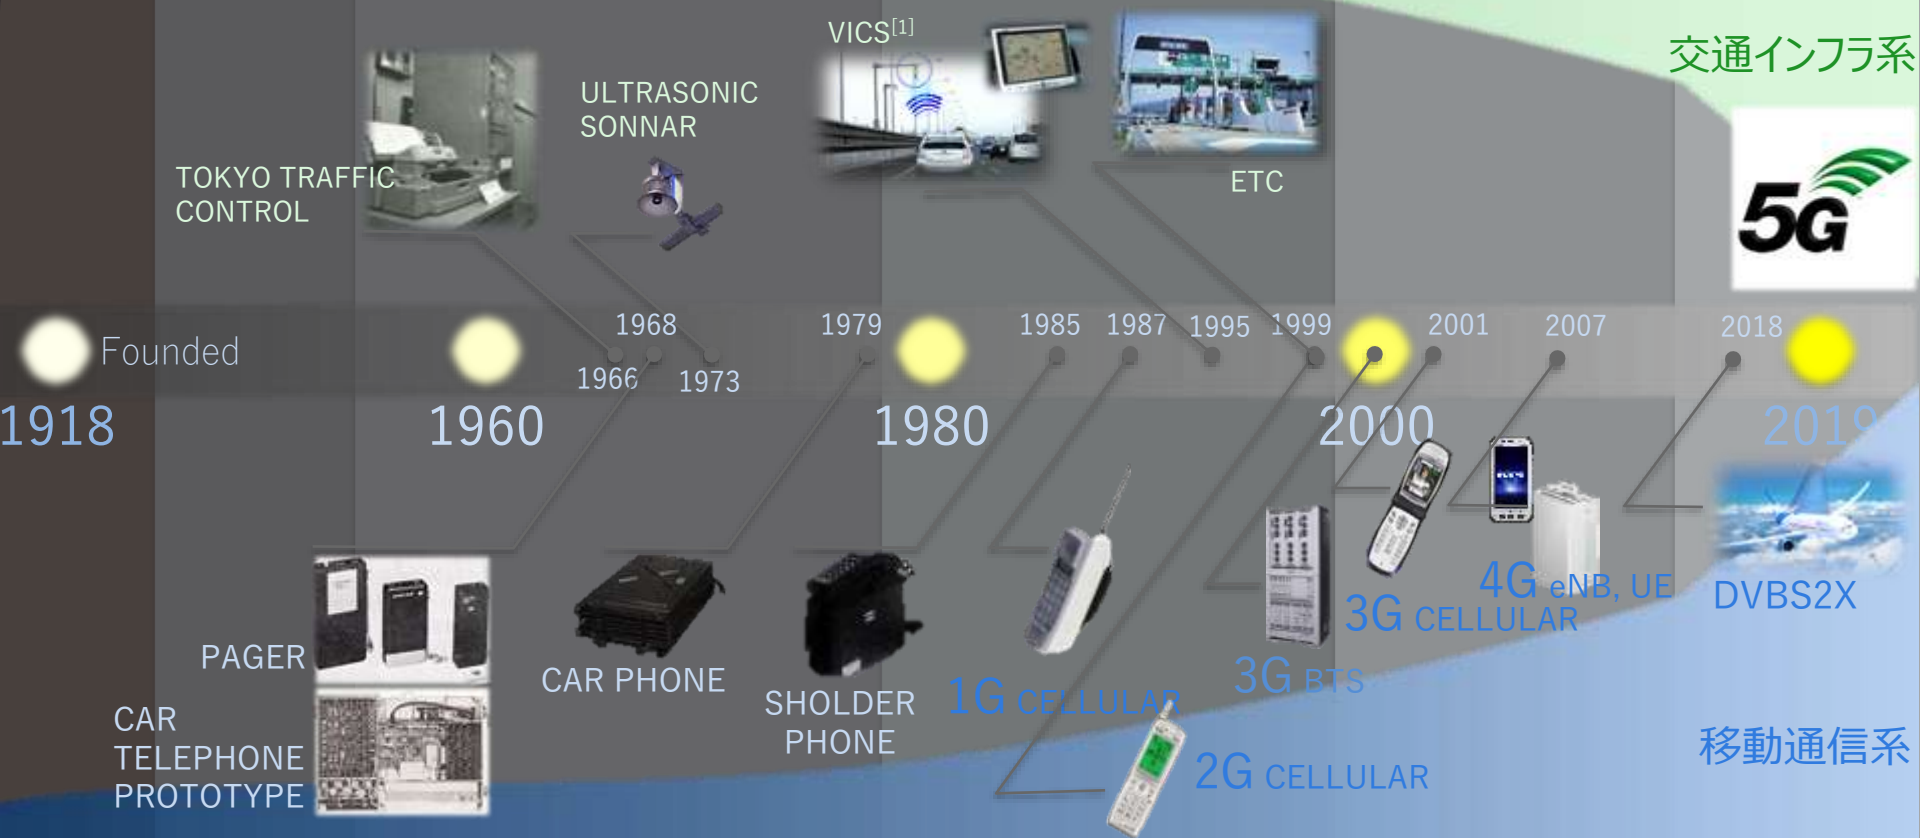 VICS[1]
交通インフラ系
ULTRASONIC
SONNAR
TOKYO TRAFFIC
CONTROL
ETC
5G
Founded
1968
1979
1985
1987
1995
1999
2001
2007
2018
1966
1973
1918
1960
1980
2000
2019
PAGER
CAR
TELEPHONE
PROTOTYPE
CAR PHONE
SHOLDER
PHONE
1G CELLULAR
2G CELLULAR
3G BTS
3G CELLULAR
4G eNB, UE
DVBS2X
移動通信系